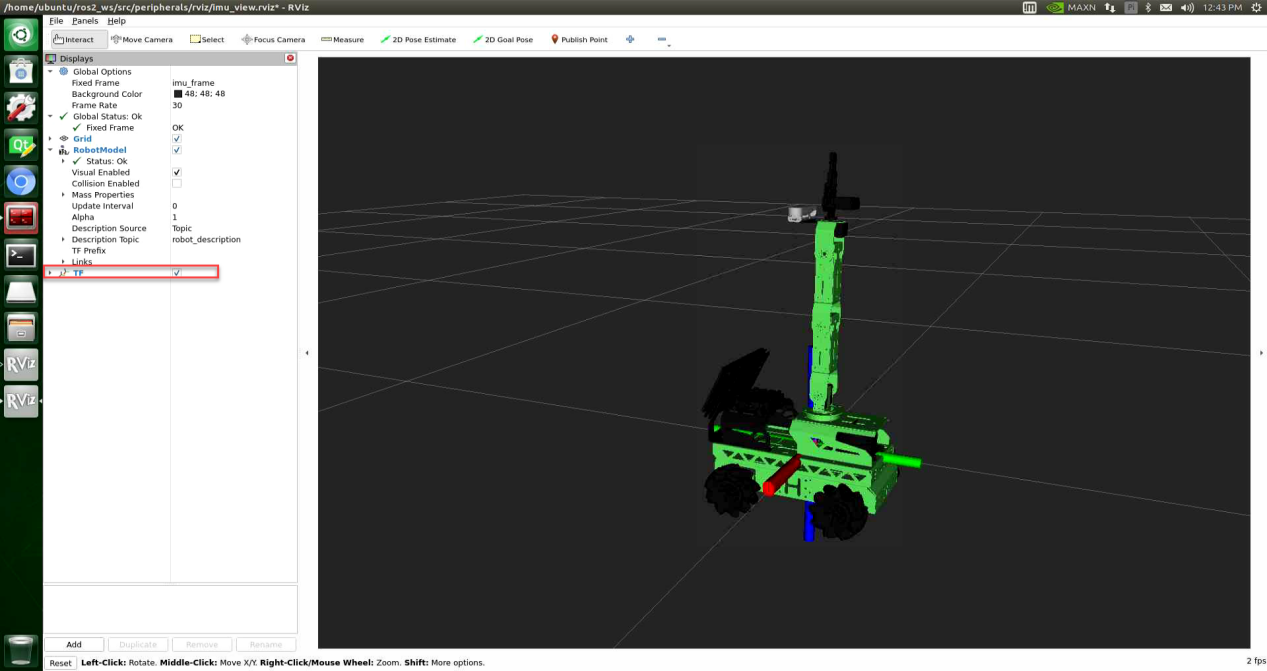 /home/ubuntu/ros2_ws/src/peripherals/rviz/imu_view.rviz* - RViz
MAXN
12:43 PM
File Panels Help
Interact Move Camera Select Focus Camera Measure 2D Pose Estimate 2D Goal Pose Publish Point
Displays
Global Options
Fixed Frame imu_frame
Background Color 48; 48; 48
Frame Rate 30
Global Status: Ok
Fixed Frame OK
Grid
RobotModel
Status: Ok
Visual Enabled
Collision Enabled
Mass Properties
Update Interval 0
Alpha 1
Description Source Topic
Description Topic robot_description
TF Prefix
Links
TF
Qt
RViz
RViz
H
Add Duplicate Remove Rename
Reset Left-Click: Rotate. Middle-Click: Move X/Y. Right-Click/Mouse Wheel: Zoom. Shift: More options.
2 fps